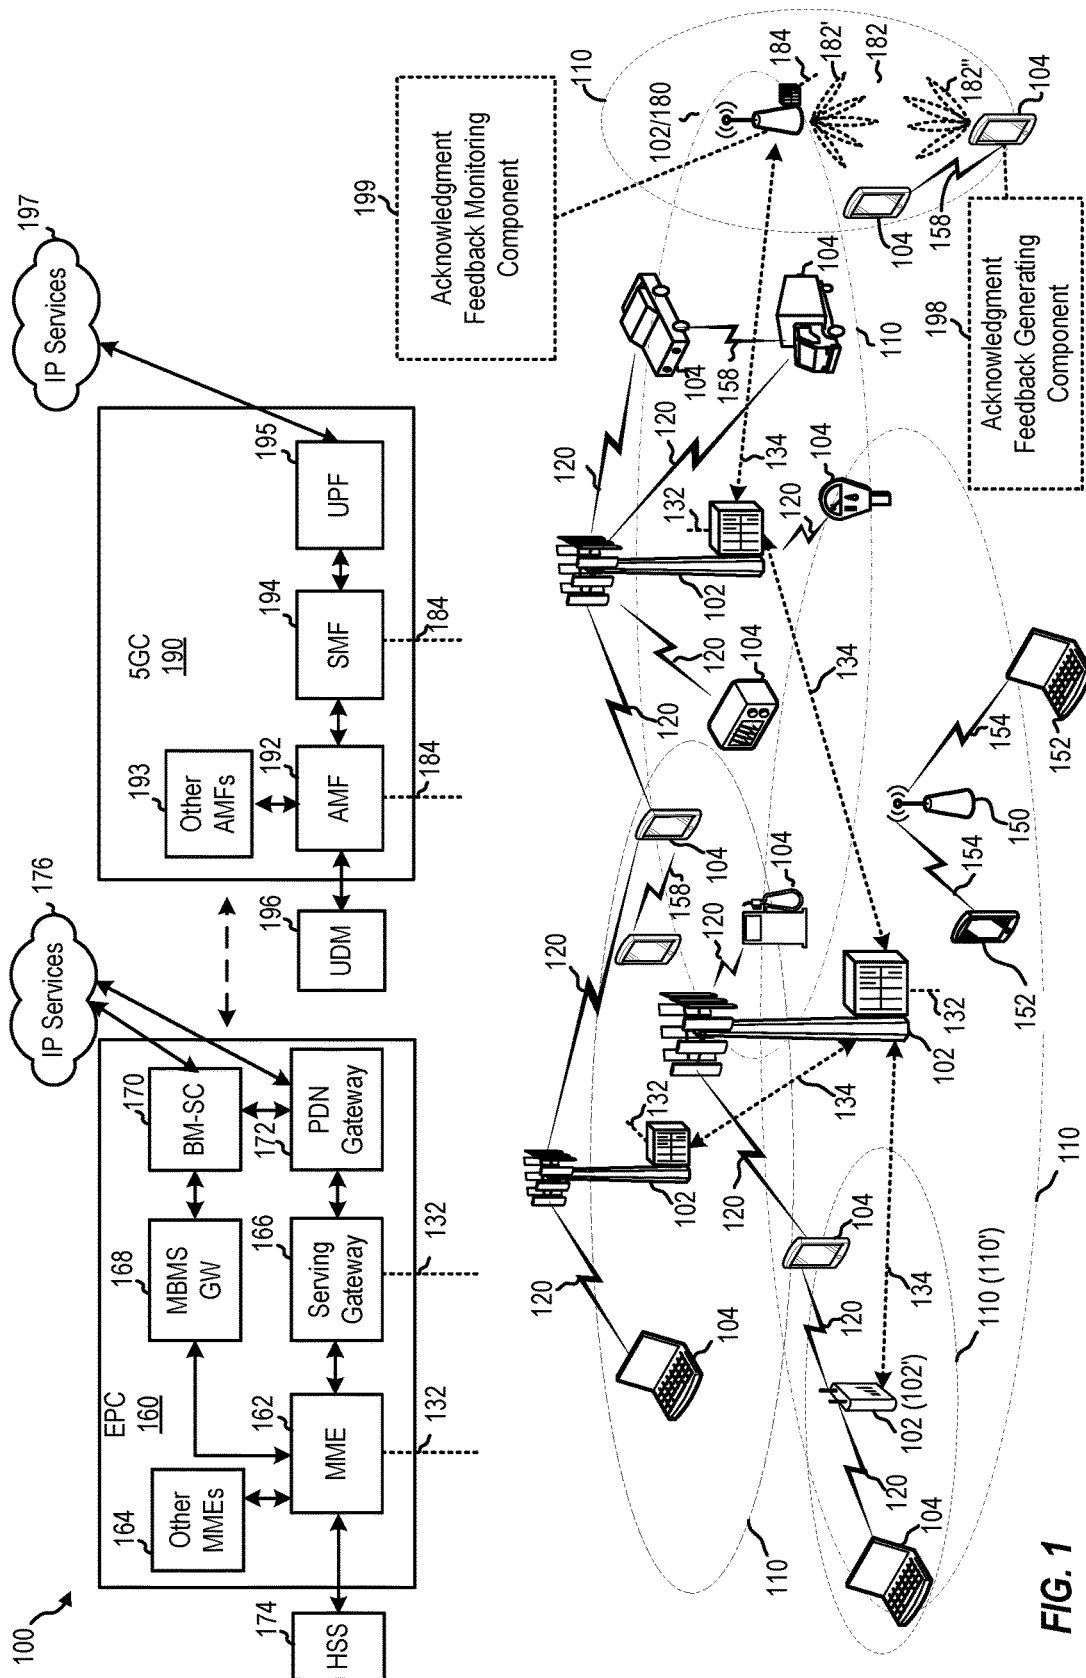 100
174
HSS
EPC
160
164
Other
MMEs
162
MME
132
168
MBMS
GW
166
Serving
Gateway
132
170
BM-SC
172
PDN
Gateway
IP Services
176
5GC
190
196
UDM
193
Other
AMFs
192
AMF
184
194
SMF
184
195
UPF
IP Services
197
199
Acknowledgment
Feedback Monitoring
Component
198
Acknowledgment
Feedback Generating
Component
102/180
110
184
182'
182
182''
104
158
104
104
110
158
104
120
120
134
132
102
120
104
120
104
120
134
158
104
120
104
120
132
102
134
132
102
120
120
104
110
104
120
134
102 (102')
120
104
110 (110')
110
152
154
150
154
152
FIG. 1